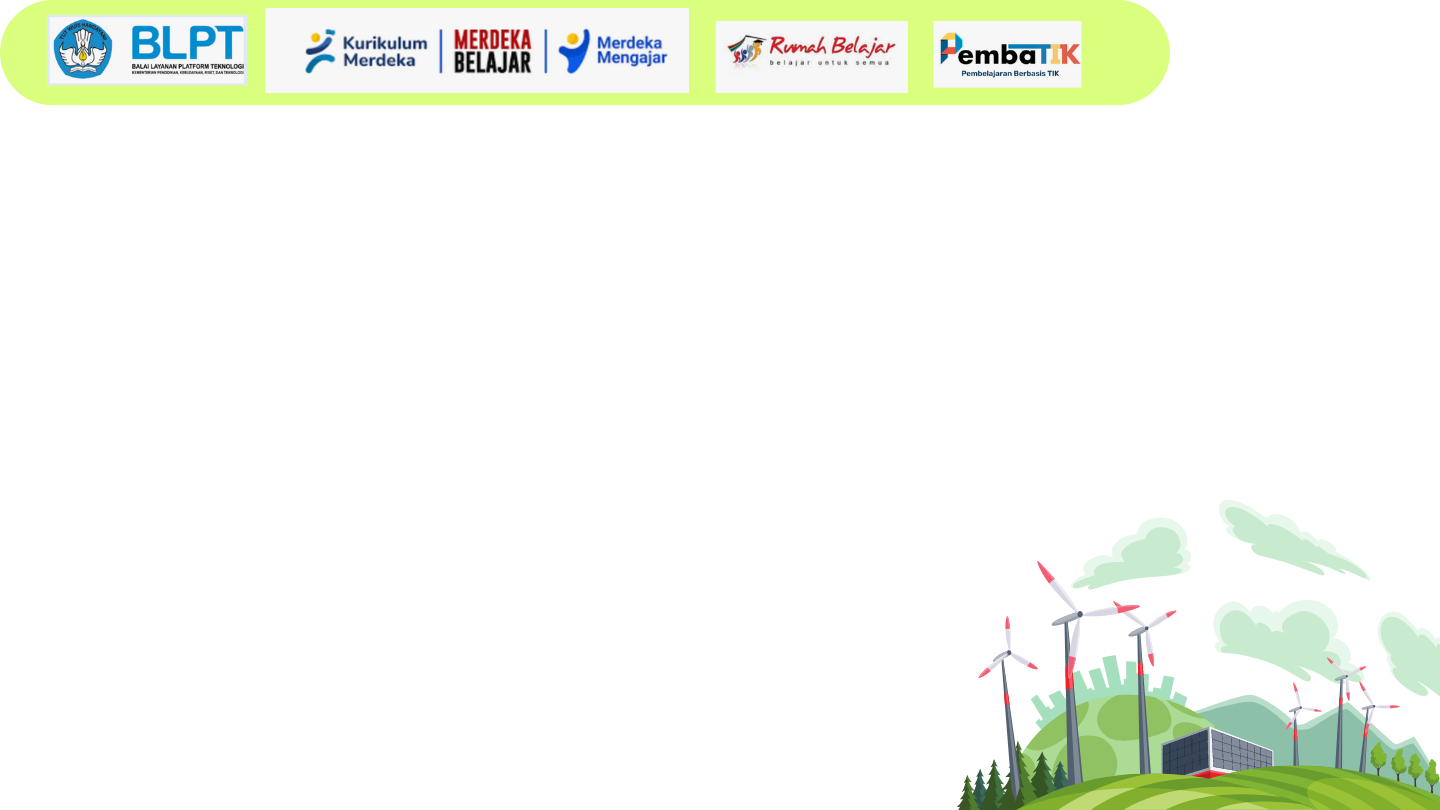 TUT WURI HANDAYANI
BLPT
BALAI LAYANAN PLATFORM TEKNOLOGI
KEMENTERIAN PENDIDIKAN, KEBUDAYAAN, RISET, DAN TEKNOLOGI
Kurikulum
Merdeka
MERDEKA
BELAJAR
Merdeka
Mengajar
Rumah Belajar
belajar untuk semua
PembaTIK
Pembelajaran Berbasis TIK